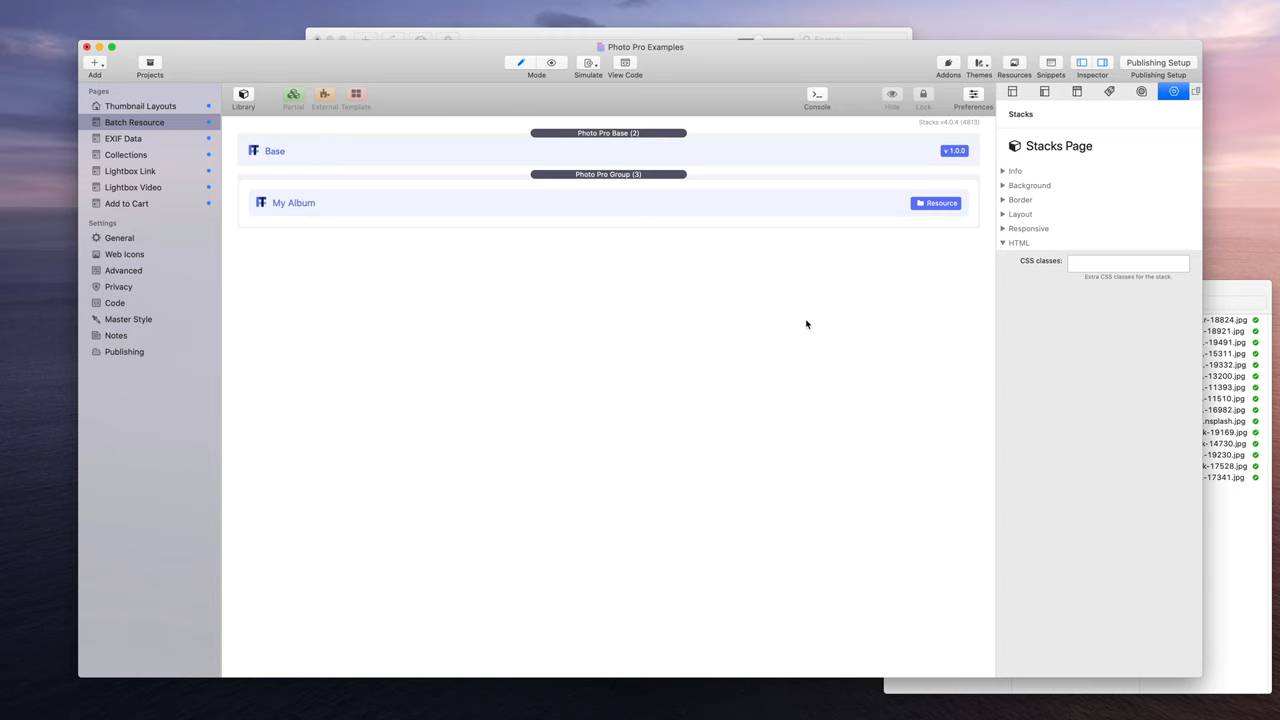 Search
Photo Pro Examples
Add
Projects
Mode
Simulate
View Code
Addons
Themes
Resources
Snippets
Inspector
Publishing Setup
Publishing Setup
Pages
Thumbnail Layouts
Batch Resource
EXIF Data
Collections
Lightbox Link
Lightbox Video
Add to Cart
Settings
General
Web Icons
Advanced
Privacy
Code
Master Style
Notes
Publishing
Library
Partial
External
Template
Console
Hide
Lock
Preferences
Stacks v4.0.4 (4813)
Photo Pro Base (2)
Base
v 1.0.0
Photo Pro Group (3)
My Album
Resource
Stacks
Stacks Page
Info
Background
Border
Layout
Responsive
HTML
CSS classes:
Extra CSS classes for the stack.
r-18824.jpg
-18921.jpg
-19491.jpg
-15311.jpg
-19332.jpg
-13200.jpg
-11393.jpg
-11510.jpg
-16982.jpg
nsplash.jpg
k-19169.jpg
k-14730.jpg
-19230.jpg
k-17528.jpg
-17341.jpg